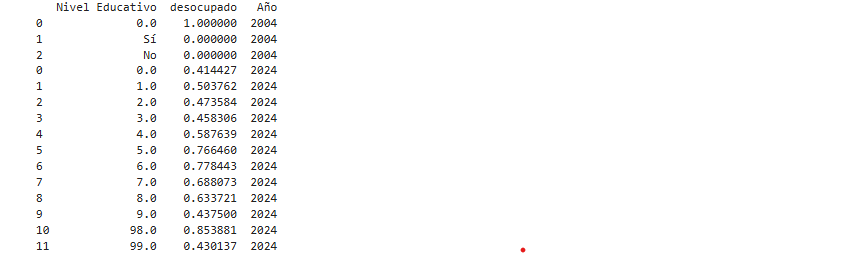 Nivel Educativo desocupado Año
0 0.0 1.000000 2004
1 Sí 0.000000 2004
2 No 0.000000 2004
0 0.0 0.414427 2024
1 1.0 0.503762 2024
2 2.0 0.473584 2024
3 3.0 0.458306 2024
4 4.0 0.587639 2024
5 5.0 0.766460 2024
6 6.0 0.778443 2024
7 7.0 0.688073 2024
8 8.0 0.633721 2024
9 9.0 0.437500 2024
10 98.0 0.853881 2024
11 99.0 0.430137 2024